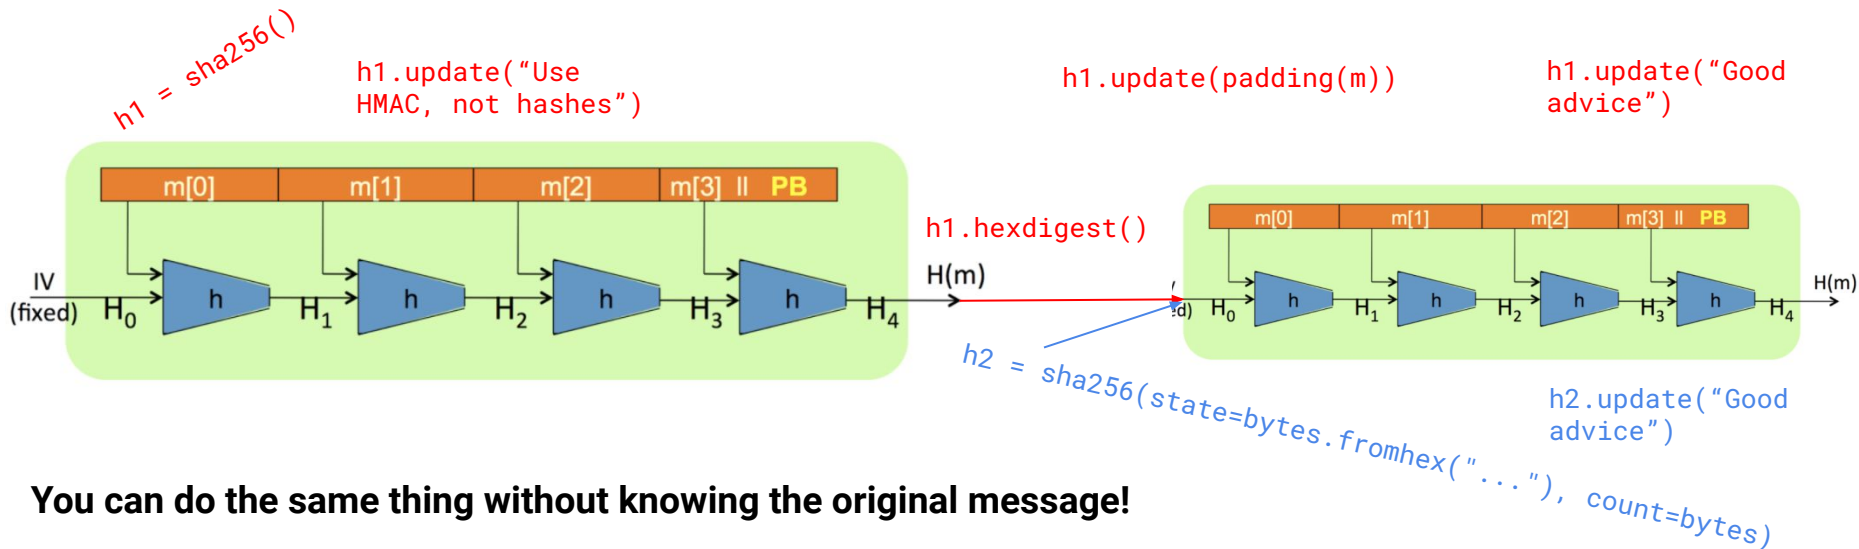 h1 = sha256()
h1.update(“Use
HMAC, not hashes”)
h1.update(padding(m))
h1.update(“Good
advice”)
m[0] m[1] m[2] m[3] II PB
IV
(fixed)
H0 h H1 h H2 h H3 h H4
H(m)
h1.hexdigest()
m[0] m[1] m[2] m[3] II PB
ed)
H0 h H1 h H2 h H3 h H4
H(m)
h2 = sha256(state=bytes.fromhex("..."), count=bytes)
h2.update(“Good
advice”)
You can do the same thing without knowing the original message!